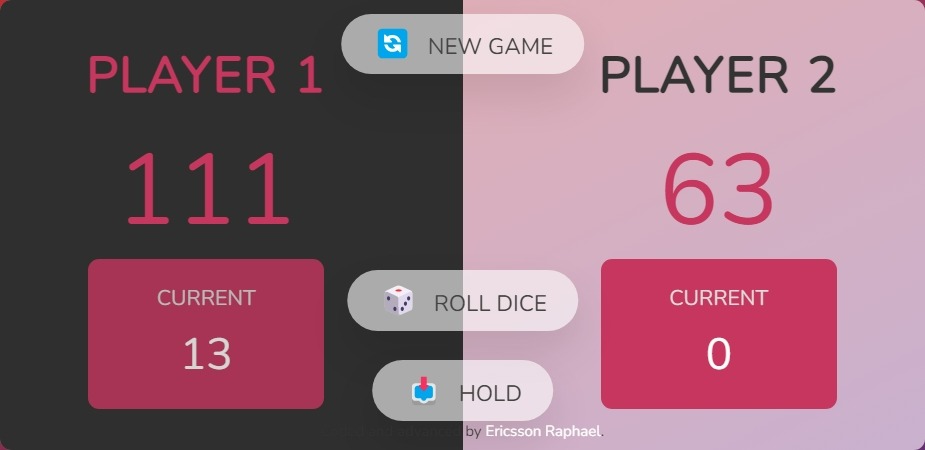 NEW GAME
PLAYER 1
PLAYER 2
111
63
CURRENT
CURRENT
13
0
ROLL DICE
HOLD
by Ericsson Raphael.